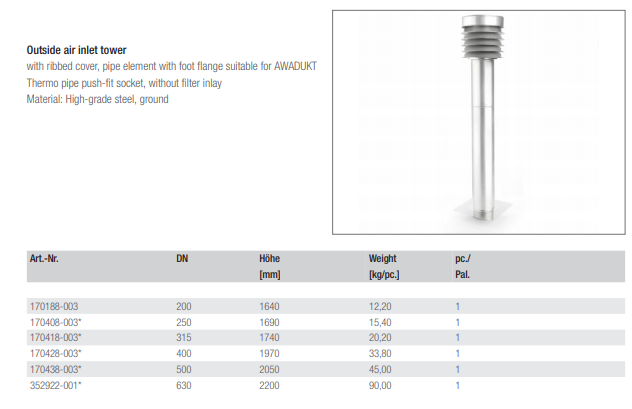 Outside air inlet tower
with ribbed cover, pipe element with foot flange suitable for AWADUKT
Thermo pipe push-fit socket, without filter inlay
Material: High-grade steel, ground
Art.-Nr. DN Höhe Weight pc./
[mm] [kg/pc.] Pal.
170188-003 200 1640 12,20 1
170408-003* 250 1690 15,40 1
170418-003* 315 1740 20,20 1
170428-003* 400 1970 33,80 1
170438-003* 500 2050 45,00 1
352922-001* 630 2200 90,00 1